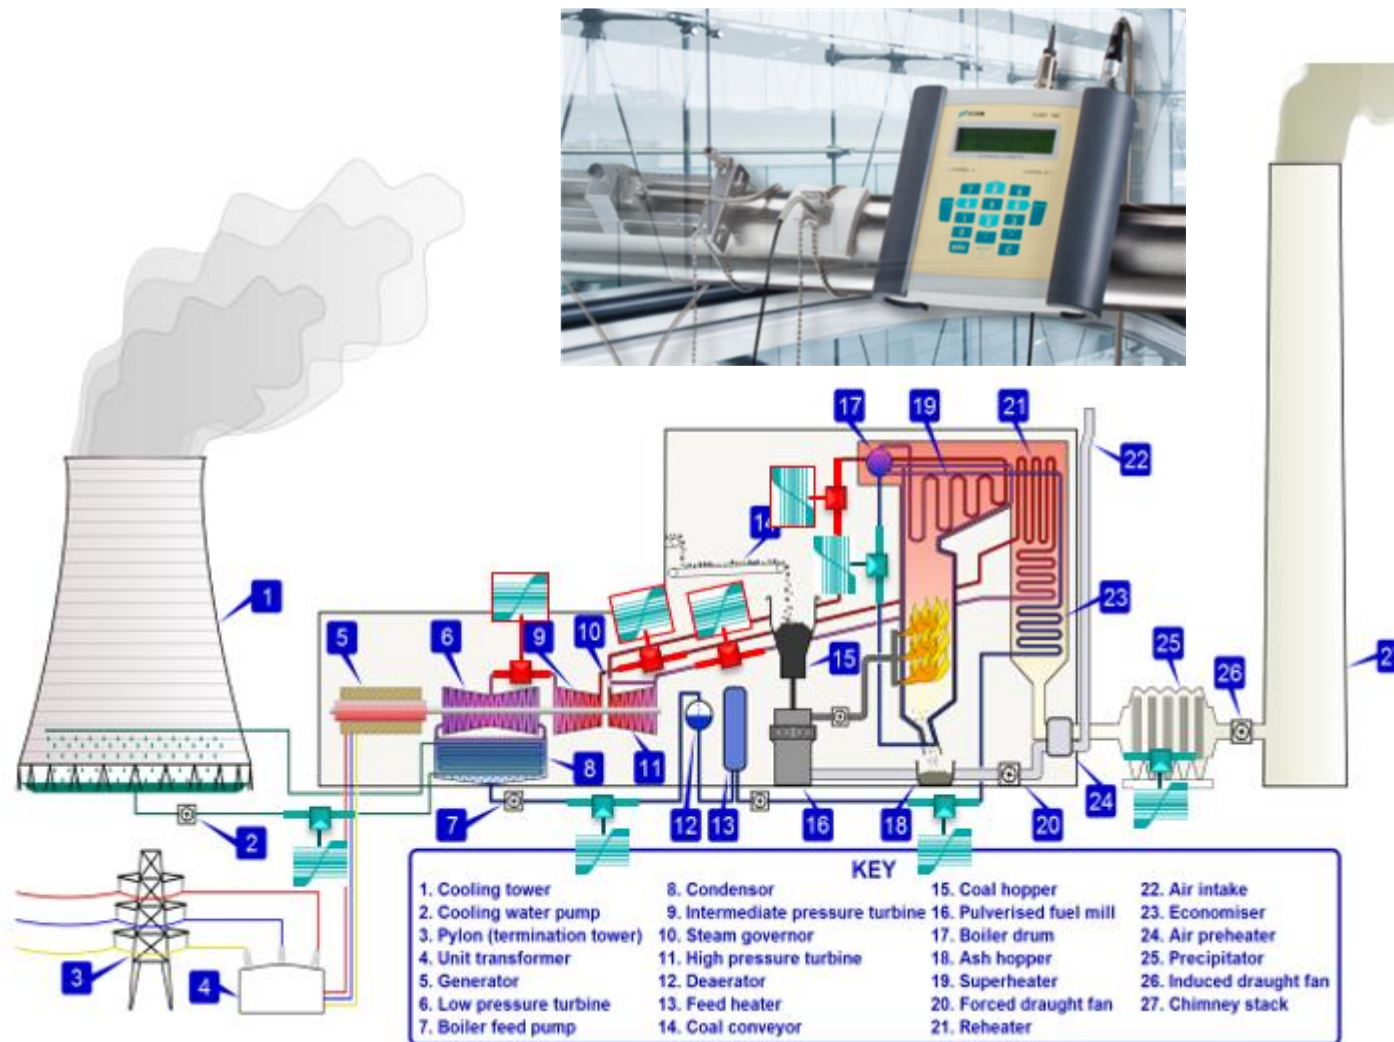 17
19
21
22
14
1
5
6
9
10
15
23
25
26
27
8
11
7
12
13
16
18
20
24
2
3
4
KEY
1. Cooling tower
2. Cooling water pump
3. Pylon (termination tower)
4. Unit transformer
5. Generator
6. Low pressure turbine
7. Boiler feed pump
8. Condensor
9. Intermediate pressure turbine
10. Steam governor
11. High pressure turbine
12. Deaerator
13. Feed heater
14. Coal conveyor
15. Coal hopper
16. Pulverised fuel mill
17. Boiler drum
18. Ash hopper
19. Superheater
20. Forced draught fan
21. Reheater
22. Air intake
23. Economiser
24. Air preheater
25. Precipitator
26. Induced draught fan
27. Chimney stack